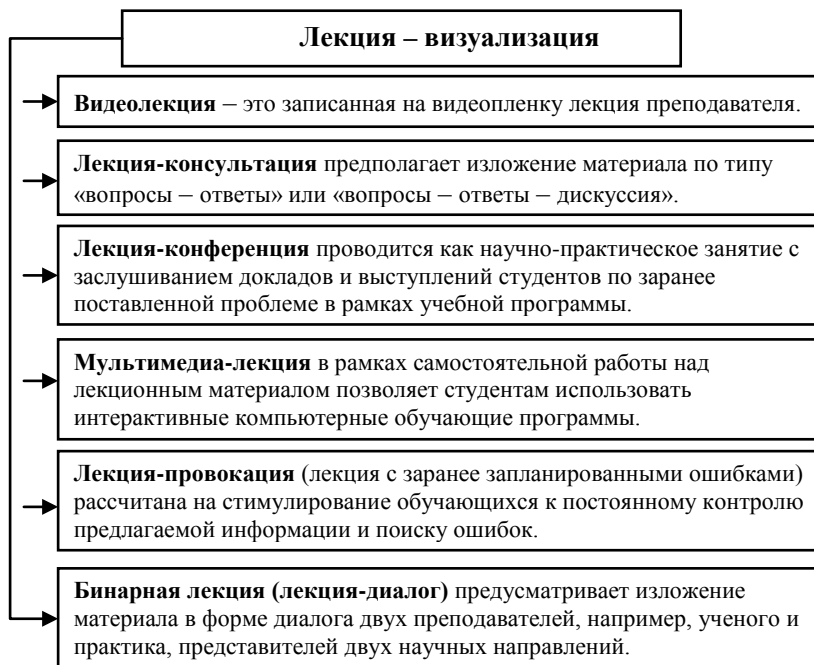 Лекция – визуализация
Видеолекция – это записанная на видеопленку лекция преподавателя.
Лекция-консультация предполагает изложение материала по типу
«вопросы – ответы» или «вопросы – ответы – дискуссия».
Лекция-конференция проводится как научно-практическое занятие с
заслушиванием докладов и выступлений студентов по заранее
поставленной проблеме в рамках учебной программы.
Мультимедиа-лекция в рамках самостоятельной работы над
лекционным материалом позволяет студентам использовать
интерактивные компьютерные обучающие программы.
Лекция-провокация (лекция с заранее запланированными ошибками)
рассчитана на стимулирование обучающихся к постоянному контролю
предлагаемой информации и поиску ошибок.
Бинарная лекция (лекция-диалог) предусматривает изложение
материала в форме диалога двух преподавателей, например, ученого и
практика, представителей двух научных направлений.